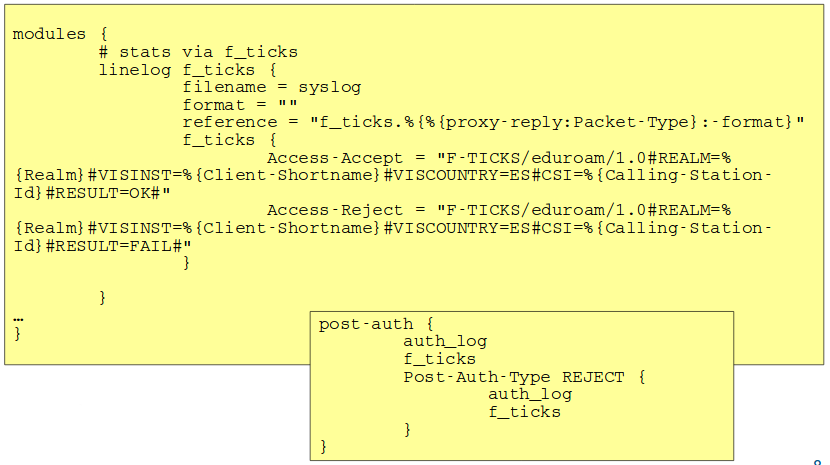 modules {
# stats via f_ticks
linelog f_ticks {
filename = syslog
format = ""
reference = "f_ticks.%{%{proxy-reply:Packet-Type}:-format}"
f_ticks {
Access-Accept = "F-TICKS/eduroam/1.0#REALM=%
{Realm}#VISINST=%{Client-Shortname}#VISCOUNTRY=ES#CSI=%{Calling-Station-
Id}#RESULT=OK#"
Access-Reject = "F-TICKS/eduroam/1.0#REALM=%
{Realm}#VISINST=%{Client-Shortname}#VISCOUNTRY=ES#CSI=%{Calling-Station-
Id}#RESULT=FAIL#"
}
}
…
}
post-auth {
auth_log
f_ticks
Post-Auth-Type REJECT {
auth_log
f_ticks
}
}